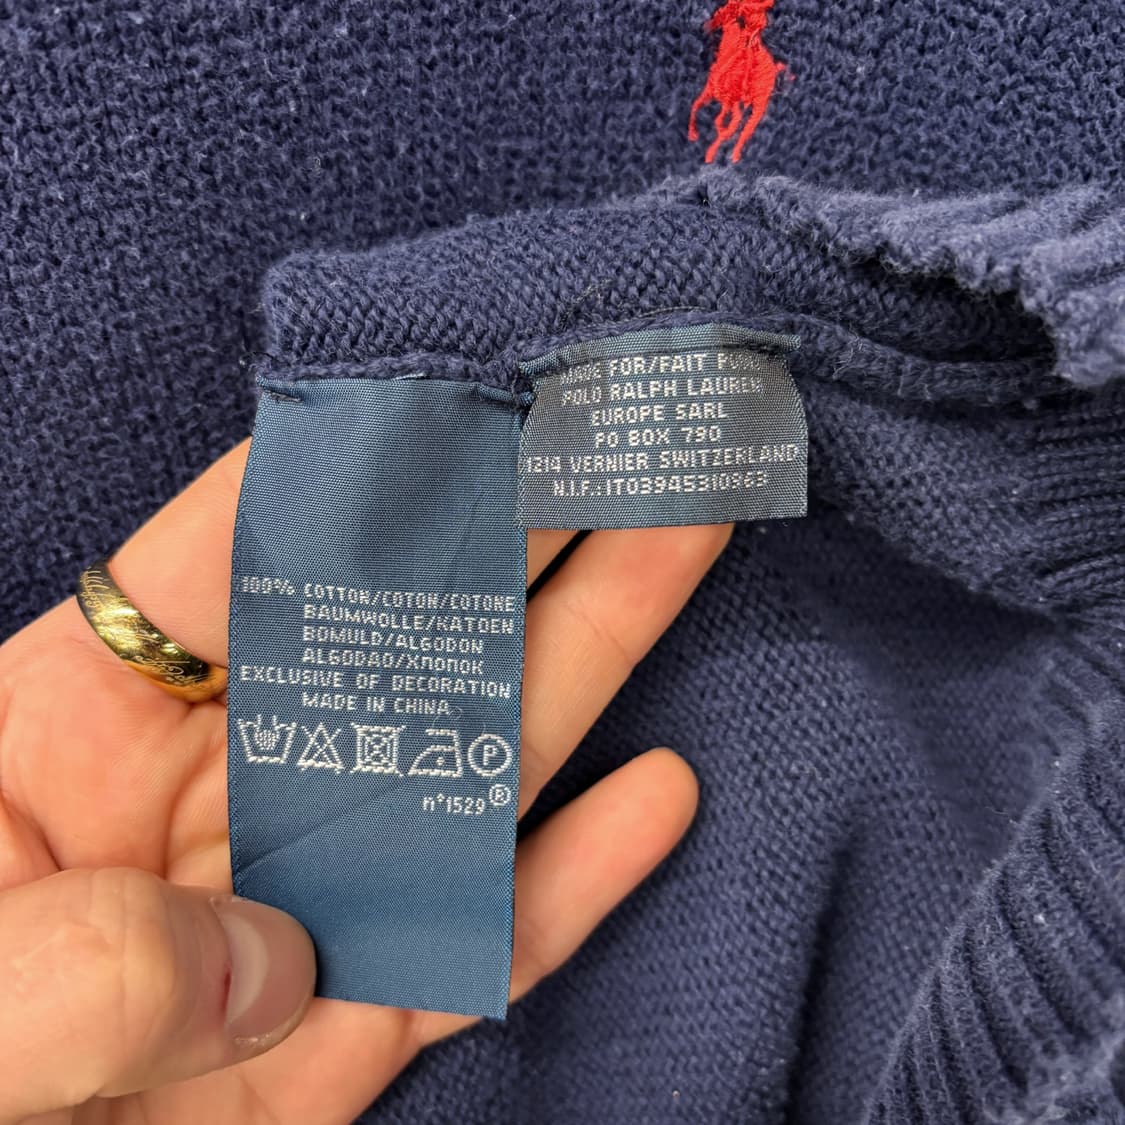 MADE FOR/FAIT POUR
POLO RALPH LAUREN
EUROPE SARL
PO BOX 790
1214 VERNIER SWITZERLAND
N.I.F.:IT03945310963
100% COTTON/COTON/COTONE
BAUMWOLLE/KATOEN
BOMULD/ALGODON
ALGODAO/Хлопок
EXCLUSIVE OF DECORATION
MADE IN CHINA
P
n°1529 ®